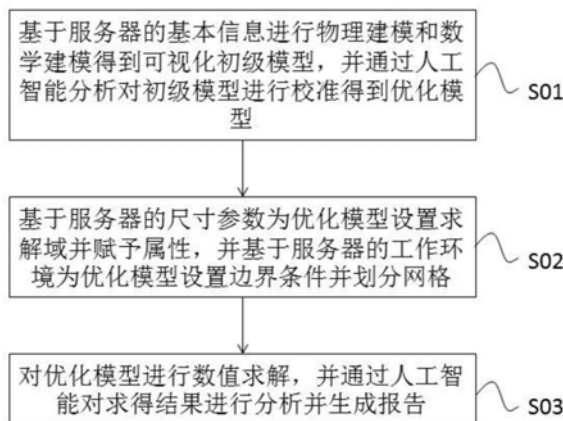 基于服务器的基本信息进行物理建模和数
学建模得到可视化初级模型，并通过人工
智能分析对初级模型进行校准得到优化模
型
S01
基于服务器的尺寸参数为优化模型设置求
解域并赋予属性，并基于服务器的工作环
境为优化模型设置边界条件并划分网格
S02
对优化模型进行数值求解，并通过人工智
能对求得结果进行分析并生成报告
S03